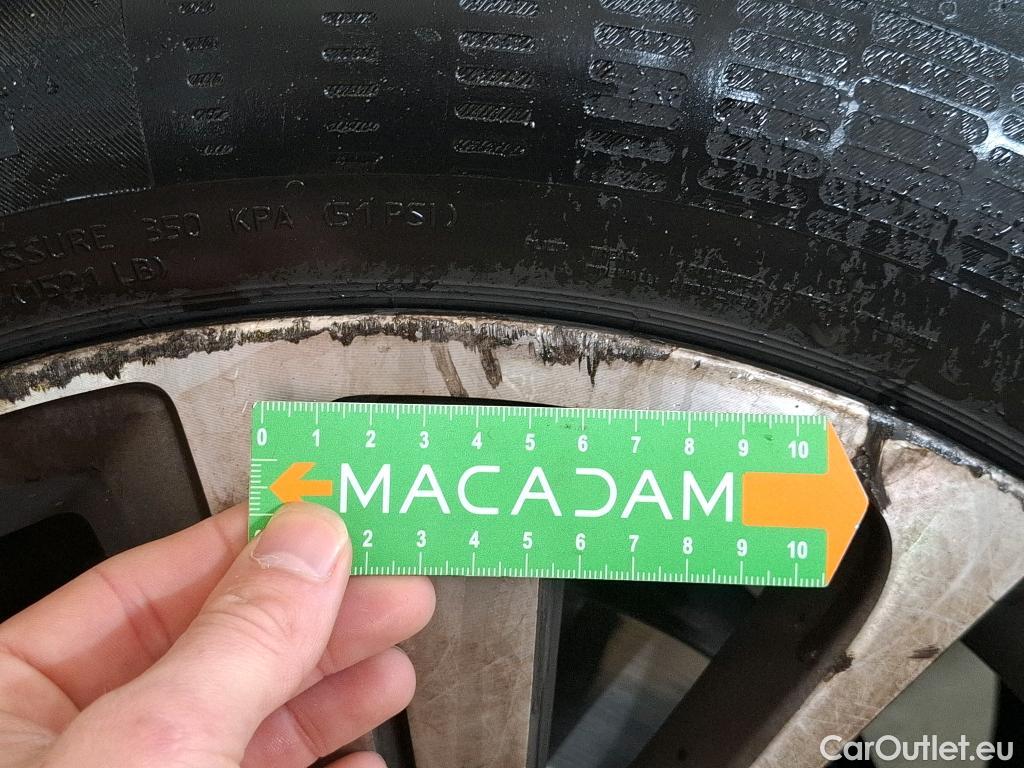 SSURE 350 KPA (51 PSI)
(1521 LB)
0 1 2 3 4 5 6 7 8 9 10
MACADAM
2 3 4 5 6 7 8 9 10
CarOutlet.eu